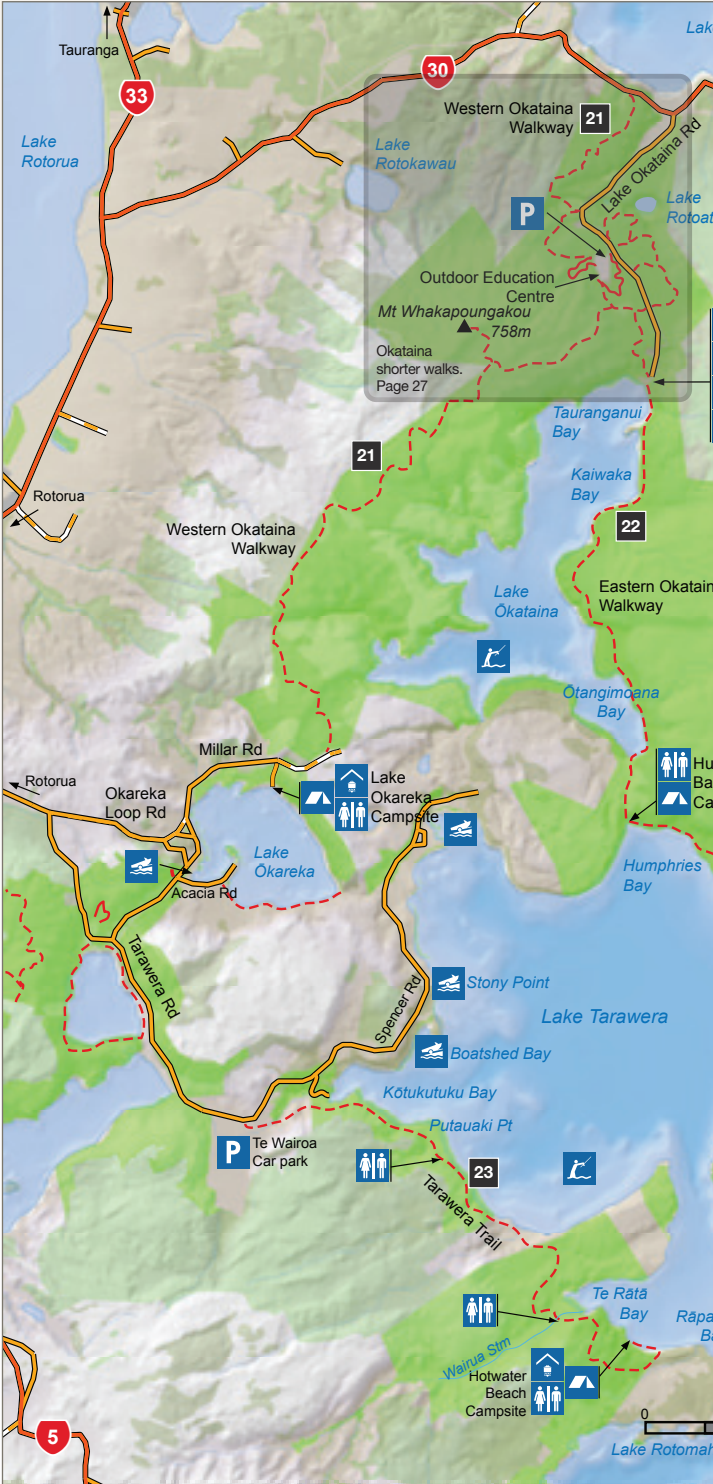 Tauranga
33
30
Lake
Rotorua
Western Okataina
Walkway
21
Lake
Rotokawau
Lake Okataina Rd
Lake
P
Outdoor Education
Centre
Mt Whakapoungakou
758m
Okataina
shorter walks.
Page 27
Tauranganui
Bay
21
Kaiwaka
Bay
Rotorua
22
Western Okataina
Walkway
Eastern
Walkway
Lake
Ōkataina
Ōtangimoana
Bay
Millar Rd
Rotorua
Okareka
Loop Rd
Lake
Okareka
Campsite
Lake
Ōkareka
Acacia Rd
Humphries
Bay
Tarawera Rd
Spencer Rd
Stony Point
Lake Tarawera
Boatshed Bay
Kōtukutuku Bay
Putauaki Pt
P
Te Wairoa
Car park
23
Tarawera Trail
Te Rātā
Bay
Wairua Stm
Hotwater
Beach
Campsite
0
5
Lake